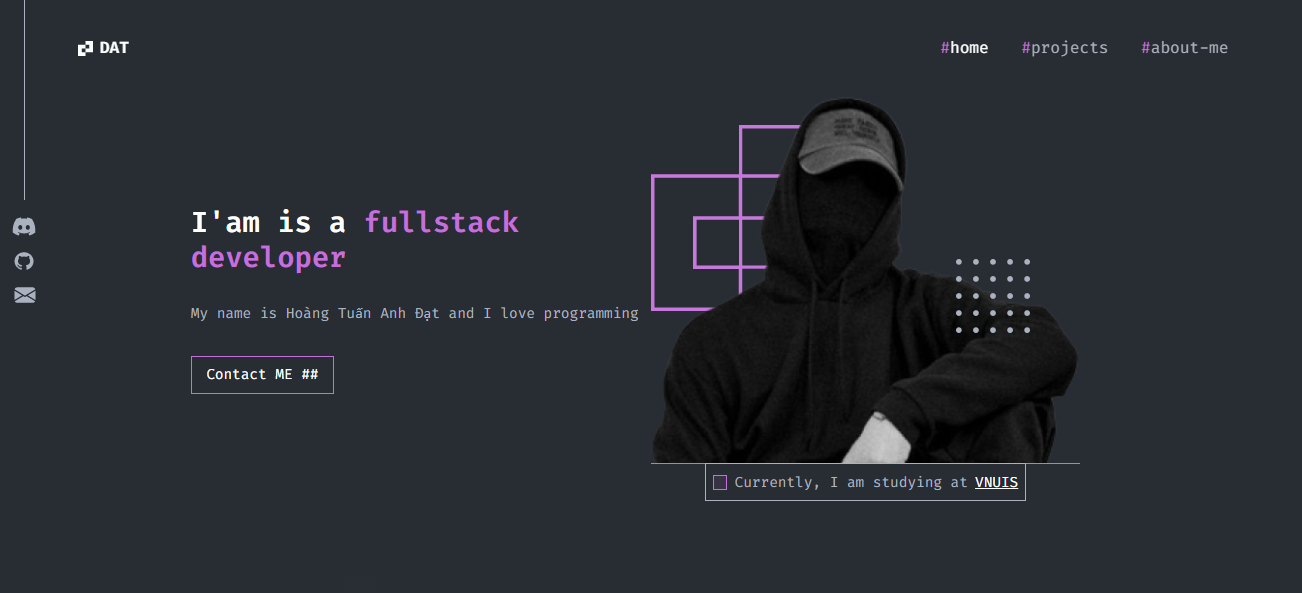 DAT
#home #projects #about-me
I'am is a fullstack
developer
My name is Hoàng Tuấn Anh Đạt and I love programming
Contact ME ##
Currently, I am studying at VNUIS